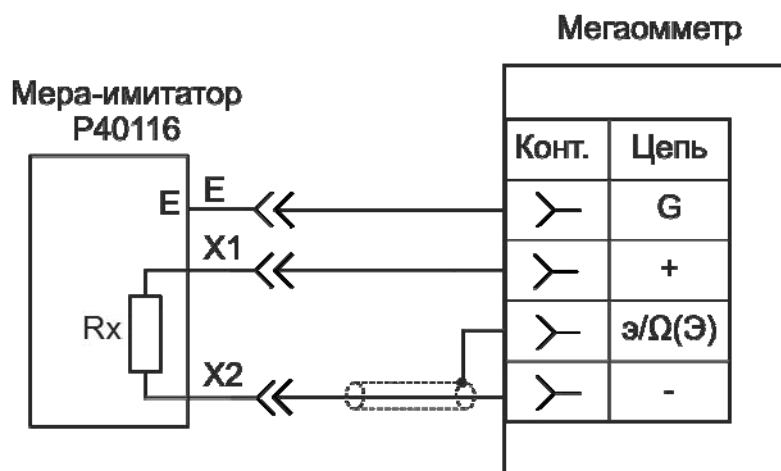 Мегаомметр
Мера-имитатор
Р40116
Конт. Цепь
E E G
X1 +
Rx э/Ω(Э)
X2 -